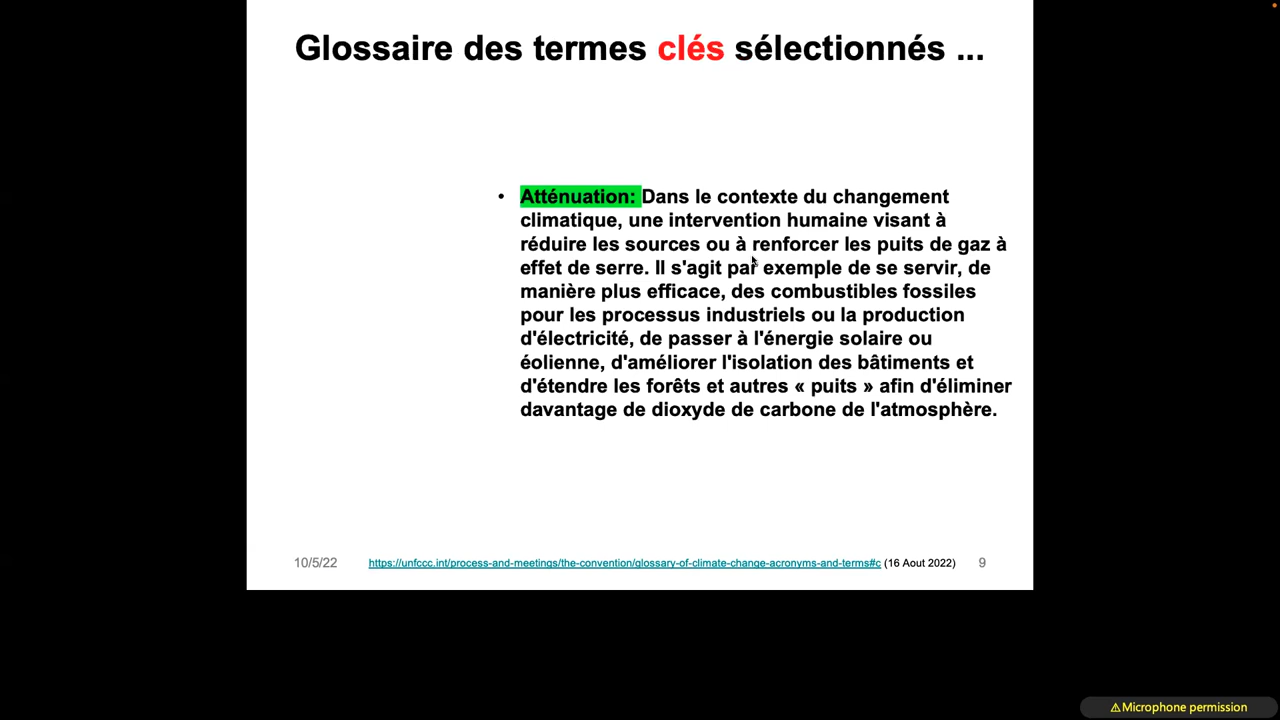 Glossaire des termes clés sélectionnés ...
• Atténuation: Dans le contexte du changement
climatique, une intervention humaine visant à
réduire les sources ou à renforcer les puits de gaz à
effet de serre. Il s'agit par exemple de se servir, de
manière plus efficace, des combustibles fossiles
pour les processus industriels ou la production
d'électricité, de passer à l'énergie solaire ou
éolienne, d'améliorer l'isolation des bâtiments et
d'étendre les forêts et autres « puits » afin d'éliminer
davantage de dioxyde de carbone de l'atmosphère.
10/5/22 https://unfccc.int/process-and-meetings/the-convention/glossary-of-climate-change-acronyms-and-terms#c (16 Aout 2022) 9
⚠Microphone permission